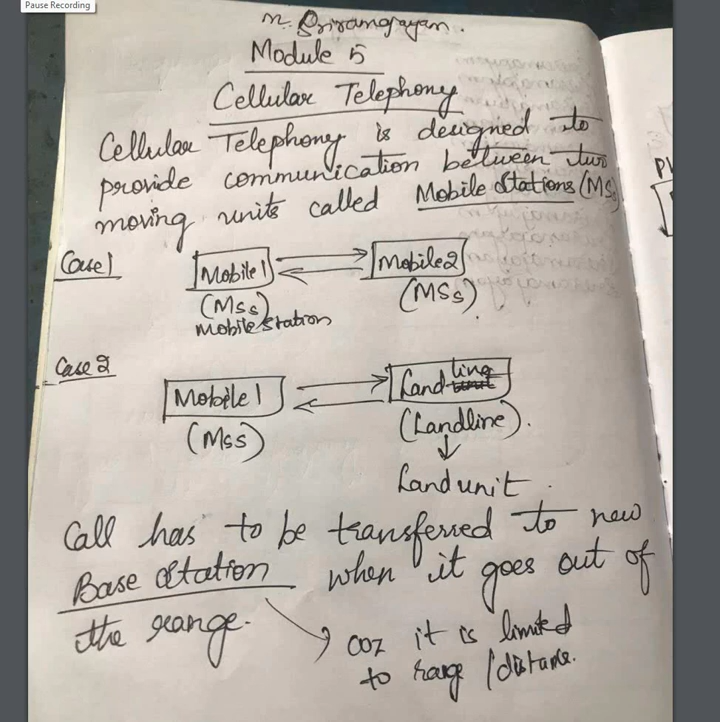 Pause Recording
Module 5
Cellular Telephony
Cellular Telephony is designed to
provide communication between two
moving units called Mobile Stations (MSs)
Case 1
Mobile 1
Mobile 2
(MSs)
(MSs)
Mobile Station
Case 2
Mobile 1
Land line
(MSs)
(Landline).
Land unit.
Call has to be transferred to new
Base Station when it goes out of
the range.
coz it is limited
to range / distance.